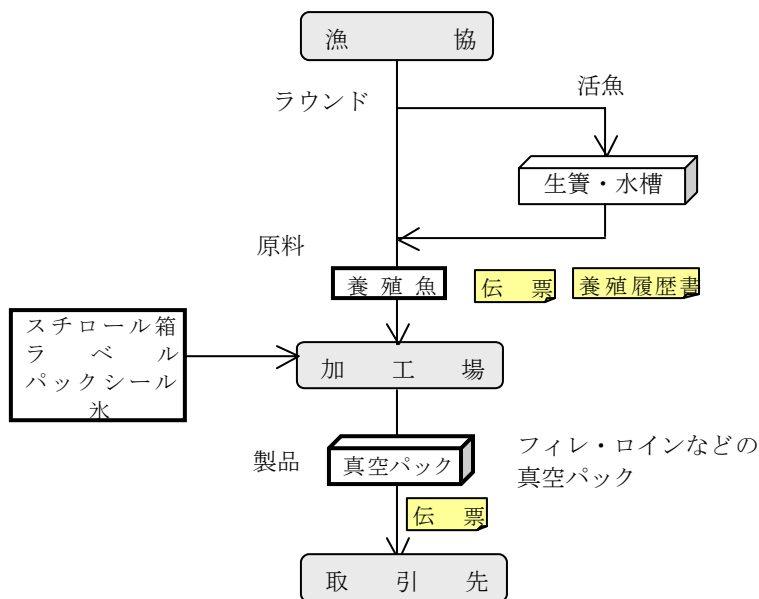 漁 協
ラウンド
活魚
生簀・水槽
原料
養 殖 魚
伝 票
養殖履歴書
スチロール箱
ラ ベ ル
パックシール
氷
加 工 場
製品
真空パック
フィレ・ロインなどの
真空パック
伝 票
取 引 先